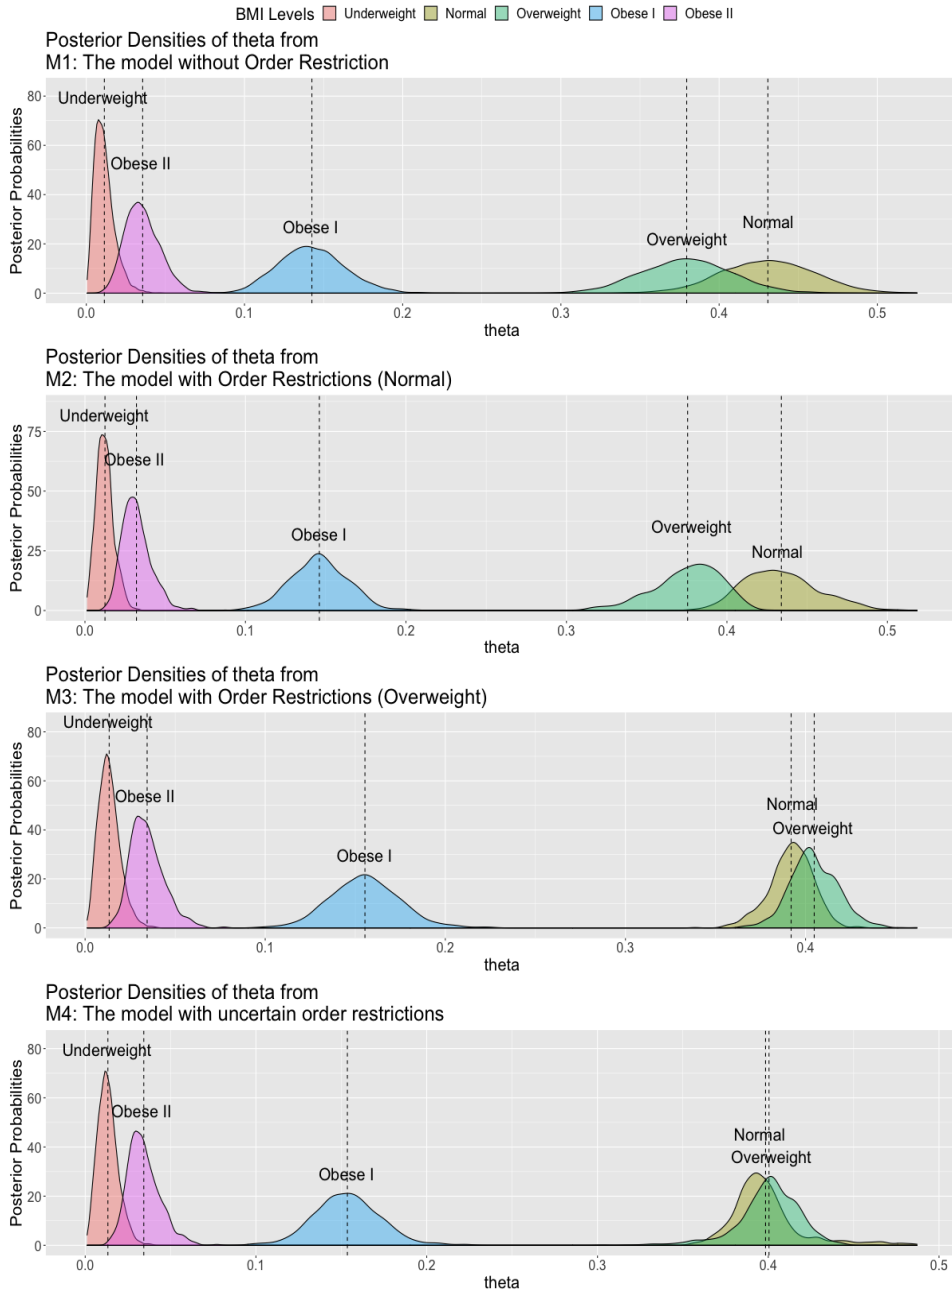 BMI Levels Underweight Normal Overweight Obese I Obese II
Posterior Densities of theta from
M1: The model without Order Restriction
Posterior Probabilities
80
60
40
20
0
Underweight
Obese II
Obese I
Overweight
Normal
0.0 0.1 0.2 0.3 0.4 0.5
theta
Posterior Densities of theta from
M2: The model with Order Restrictions (Normal)
Posterior Probabilities
75
50
25
0
Underweight
Obese II
Obese I
Overweight
Normal
0.0 0.1 0.2 0.3 0.4 0.5
theta
Posterior Densities of theta from
M3: The model with Order Restrictions (Overweight)
Posterior Probabilities
80
60
40
20
0
Underweight
Obese II
Obese I
Normal
Overweight
0.0 0.1 0.2 0.3 0.4
theta
Posterior Densities of theta from
M4: The model with uncertain order restrictions
Posterior Probabilities
80
60
40
20
0
Underweight
Obese II
Obese I
Normal
Overweight
0.0 0.1 0.2 0.3 0.4 0.5
theta